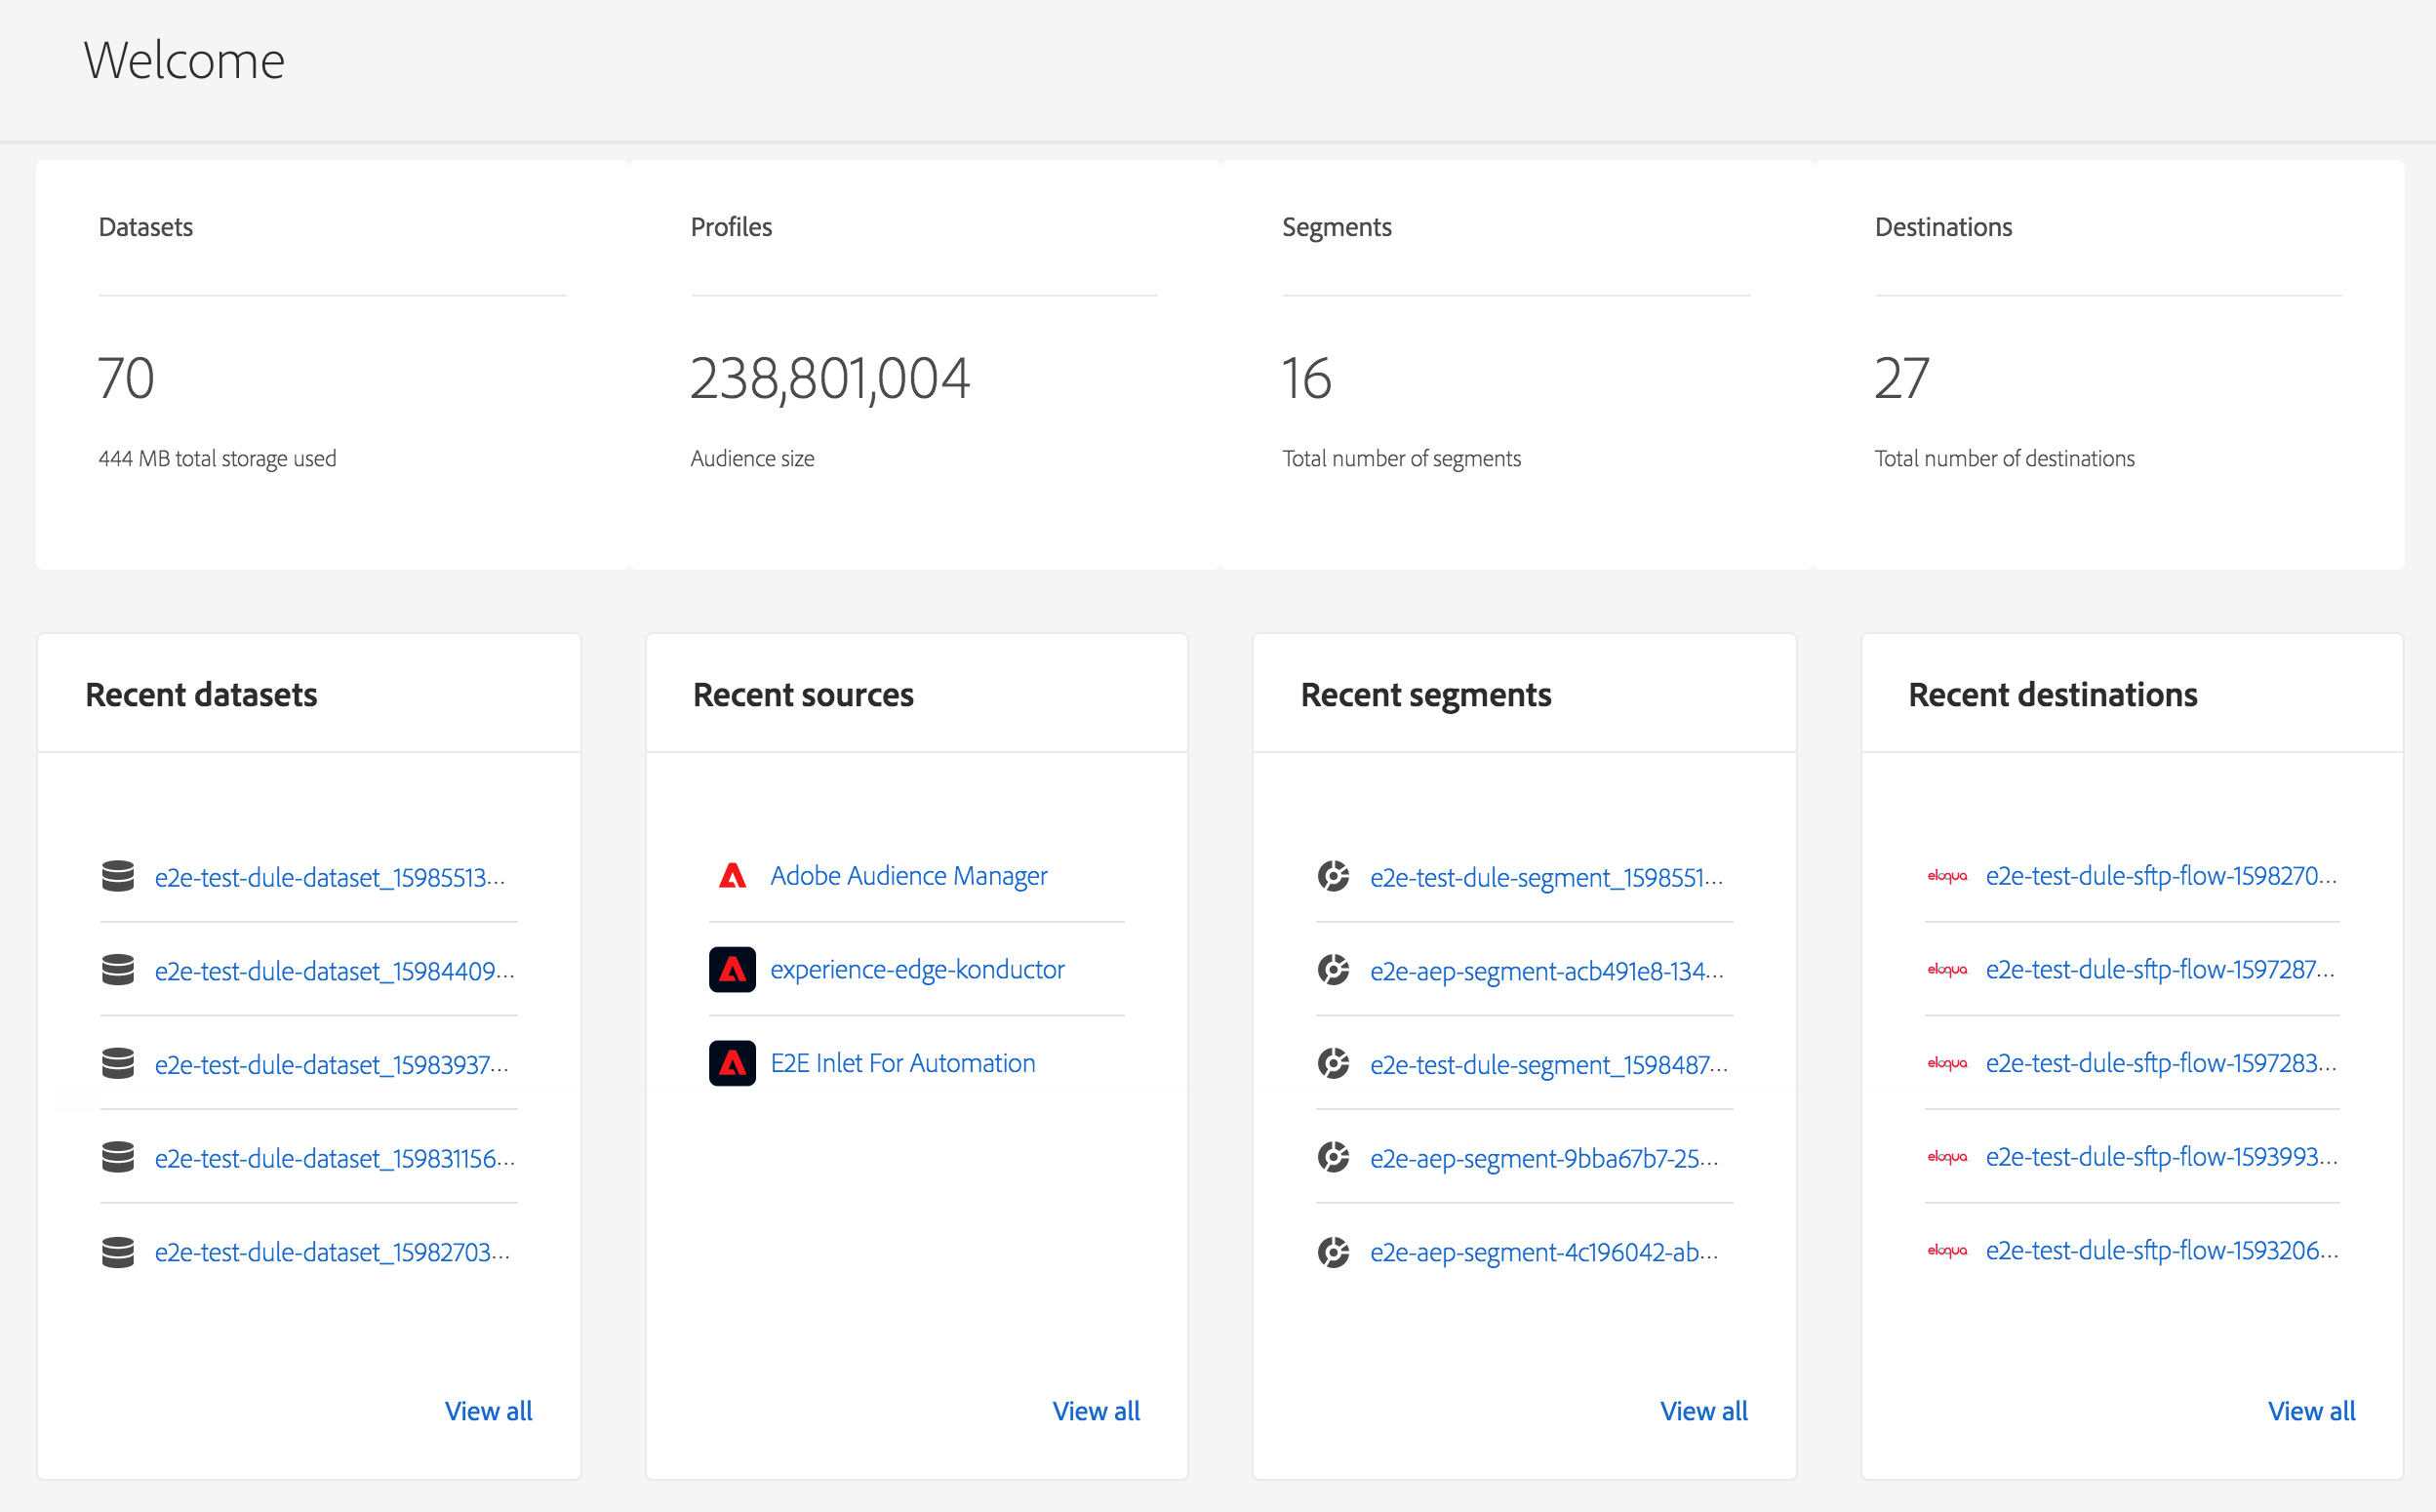 Welcome
Datasets
70
444 MB total storage used
Profiles
238,801,004
Audience size
Segments
16
Total number of segments
Destinations
27
Total number of destinations
Recent datasets
e2e-test-dule-dataset_15985513...
e2e-test-dule-dataset_15984409...
e2e-test-dule-dataset_15983937...
e2e-test-dule-dataset_159831156...
e2e-test-dule-dataset_15982703...
View all
Recent sources
Adobe Audience Manager
experience-edge-konductor
E2E Inlet For Automation
View all
Recent segments
e2e-test-dule-segment_1598551...
e2e-aep-segment-acb491e8-134...
e2e-test-dule-segment_1598487...
e2e-aep-segment-9bba67b7-25...
e2e-aep-segment-4c196042-ab...
View all
Recent destinations
eloqua e2e-test-dule-sftp-flow-1598270...
eloqua e2e-test-dule-sftp-flow-1597287...
eloqua e2e-test-dule-sftp-flow-1597283...
eloqua e2e-test-dule-sftp-flow-1593993...
eloqua e2e-test-dule-sftp-flow-1593206...
View all